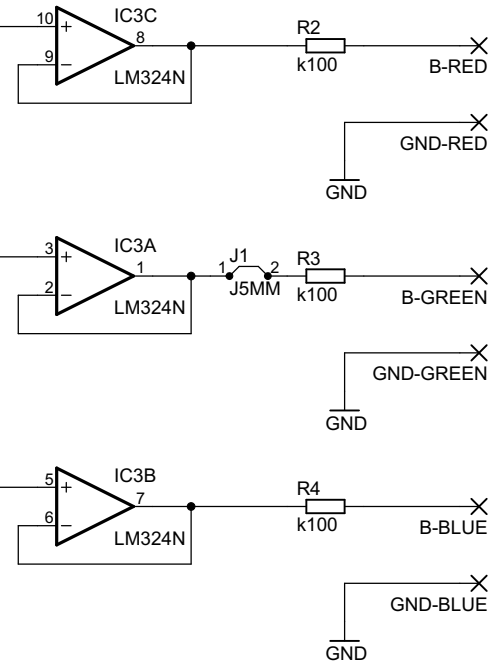 IC3C
10
+
8
9
–
LM324N
R2
k100
B-RED
GND-RED
GND
IC3A
3
+
1
2
–
LM324N
J1
1
2
J5MM
R3
k100
B-GREEN
GND-GREEN
GND
IC3B
5
+
7
6
–
LM324N
R4
k100
B-BLUE
GND-BLUE
GND